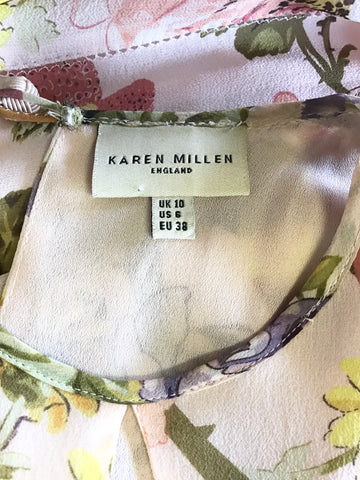 KAREN MILLEN
ENGLAND
UK 10
US 6
EU 38